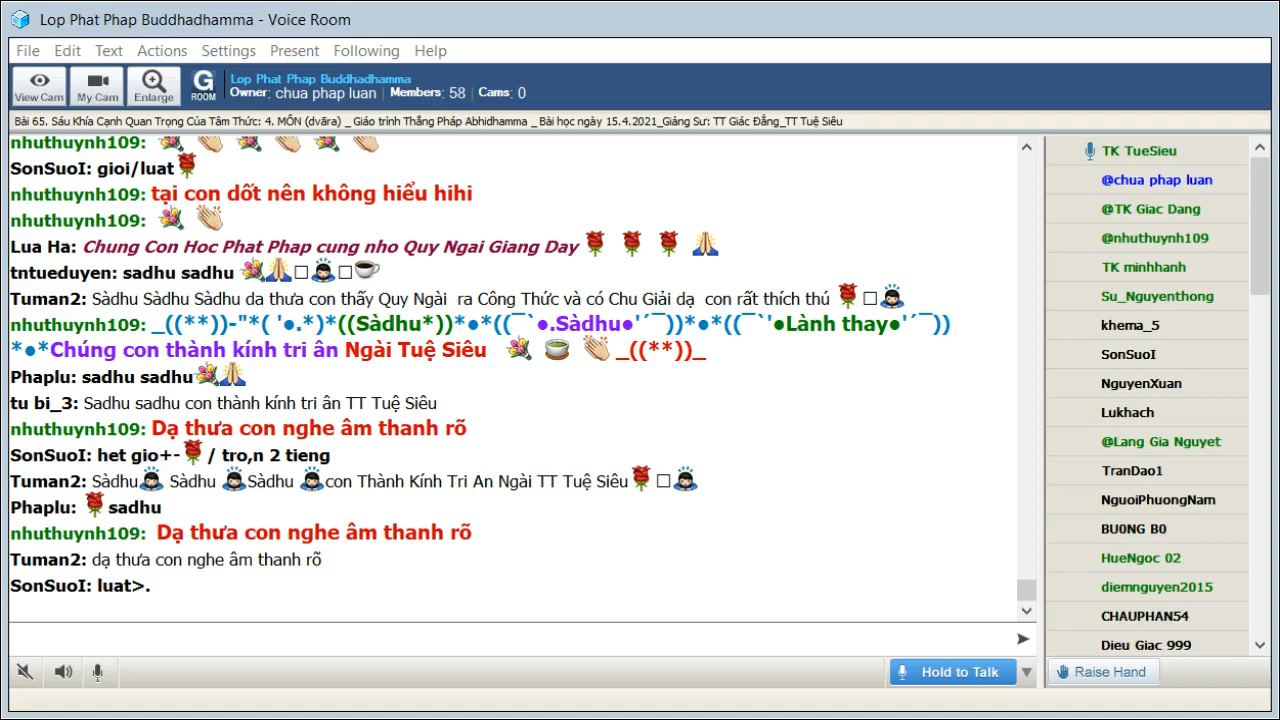 Lop Phat Phap Buddhadhamma - Voice Room
File Edit Text Actions Settings Present Following Help
View Cam My Cam Enlarge G ROOM
Lop Phat Phap Buddhadhamma
Owner: chua phap luan | Members: 58 | Cams: 0
Bài 65. Sáu Khía Cạnh Quan Trọng Của Tâm Thức: 4. MÔN (dvāra) _ Giáo trình Thắng Pháp Abhidhamma _ Bài học ngày 15.4.2021_Giảng Sư: TT Giác Đẳng_TT Tuệ Siêu
nhuthuynh109: 💐 👏 💐 👏 💐 👏
SonSuoI: gioi/luat🌹
nhuthuynh109: tại con dốt nên không hiểu hihi
nhuthuynh109: 💐 👏
Lua Ha: Chung Con Hoc Phat Phap cung nho Quy Ngai Giang Day 🌹 🌹 🌹 🙏
tntueduyen: sadhu sadhu 💐🙏□🙇□☕
Tuman2: Sàdhu Sàdhu Sàdhu da thưa con thấy Quy Ngài ra Công Thức và có Chu Giải dạ con rất thích thú 🌹□🙇
nhuthuynh109: _((**))-"*( '●.*)*((Sàdhu*))*●*((¯`●.Sàdhu●'´¯))*●*((¯`'●Lành thay●'´¯))
*●*Chúng con thành kính tri ân Ngài Tuệ Siêu 💐 🍵 👏 _((**))_
Phaplu: sadhu sadhu💐🙏
tu bi_3: Sadhu sadhu con thành kính tri ân TT Tuệ Siêu
nhuthuynh109: Dạ thưa con nghe âm thanh rõ
SonSuoI: het gio+-🌹/ tro,n 2 tieng
Tuman2: Sàdhu🙇 Sàdhu 🙇Sàdhu 🙇con Thành Kính Tri An Ngài TT Tuệ Siêu🌹□🙇
Phaplu: 🌹sadhu
nhuthuynh109: Dạ thưa con nghe âm thanh rõ
Tuman2: dạ thưa con nghe âm thanh rõ
SonSuoI: luat>.
Hold to Talk
TK TueSieu
@chua phap luan
@TK Giac Dang
@nhuthuynh109
TK minhhanh
Su_Nguyenthong
khema_5
SonSuoI
NguyenXuan
Lukhach
@Lang Gia Nguyet
TranDao1
NguoiPhuongNam
BU0NG B0
HueNgoc 02
diemnguyen2015
CHAUPHAN54
Dieu Giac 999
Raise Hand